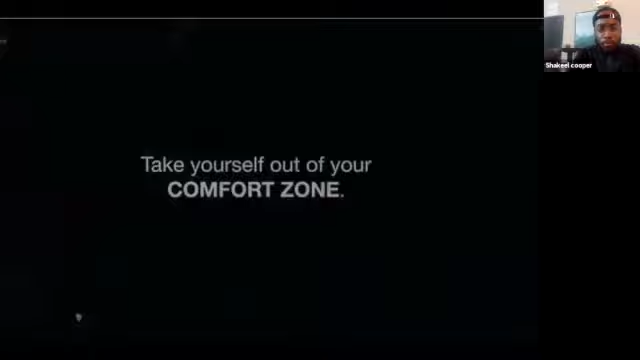 Shakeel cooper
Take yourself out of your
COMFORT ZONE.